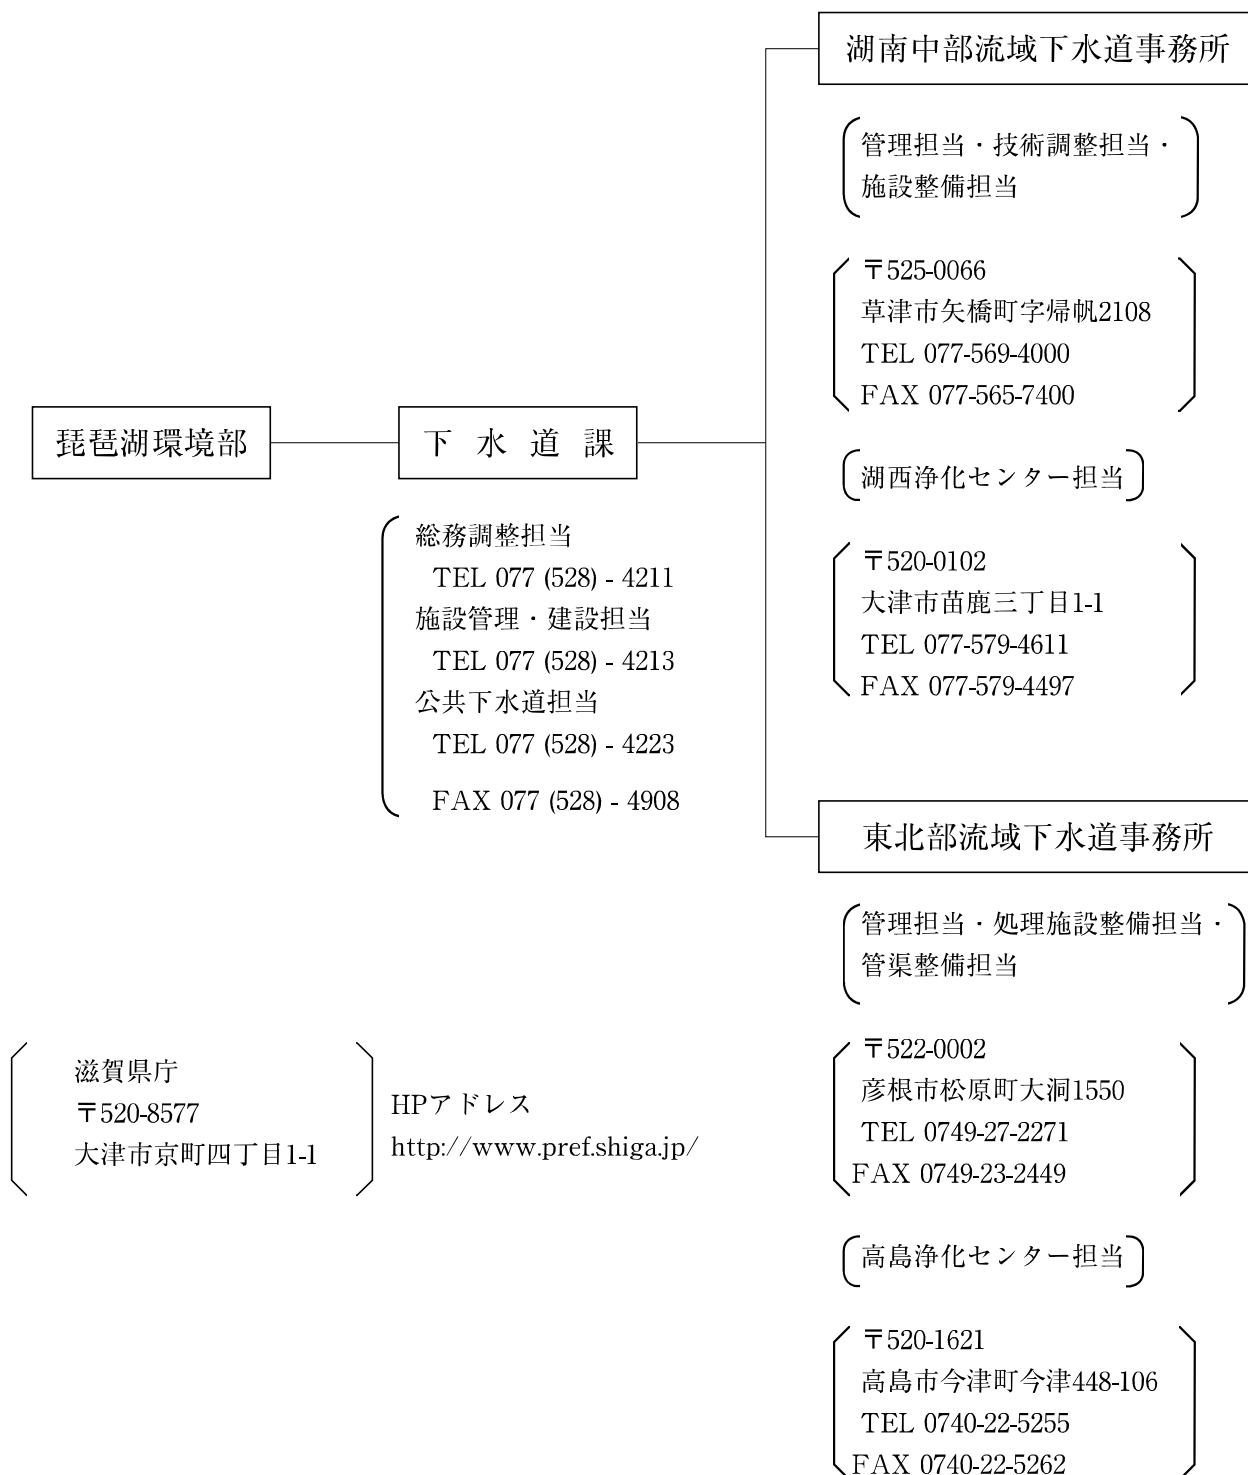 琵琶湖環境部
下水道課
総務調整担当
TEL 077 (528) - 4211
施設管理・建設担当
TEL 077 (528) - 4213
公共下水道担当
TEL 077 (528) - 4223
FAX 077 (528) - 4908
湖南中部流域下水道事務所
管理担当・技術調整担当・
施設整備担当
〒525-0066
草津市矢橋町字帰帆2108
TEL 077-569-4000
FAX 077-565-7400
湖西浄化センター担当
〒520-0102
大津市苗鹿三丁目1-1
TEL 077-579-4611
FAX 077-579-4497
東北部流域下水道事務所
管理担当・処理施設整備担当・
管渠整備担当
〒522-0002
彦根市松原町大洞1550
TEL 0749-27-2271
FAX 0749-23-2449
高島浄化センター担当
〒520-1621
高島市今津町今津448-106
TEL 0740-22-5255
FAX 0740-22-5262
滋賀県庁
〒520-8577
大津市京町四丁目1-1
HPアドレス
http://www.pref.shiga.jp/